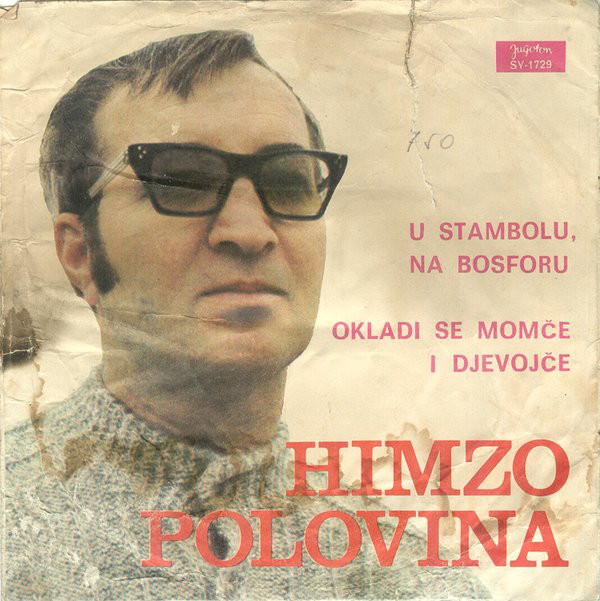 Jugoton
SY-1729
750
U STAMBOLU,
NA BOSFORU
OKLADI SE MOMČE
I DJEVOJČE
HIMZO
POLOVINA